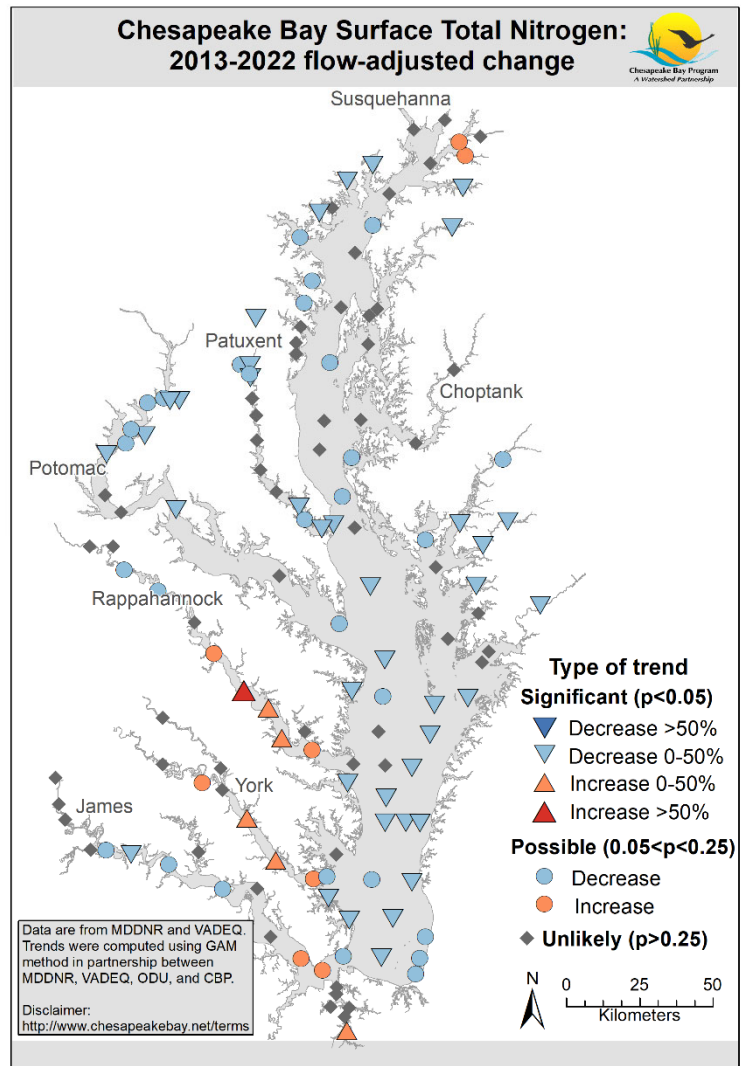 Chesapeake Bay Surface Total Nitrogen:
2013-2022 flow-adjusted change
Chesapeake Bay Program
A Watershed Partnership
Susquehanna
Patuxent
Choptank
Potomac
Rappahannock
York
James
Type of trend
Significant (p<0.05)
Decrease >50%
Decrease 0-50%
Increase 0-50%
Increase >50%
Possible (0.05<p<0.25)
Decrease
Increase
Unlikely (p>0.25)
Data are from MDDNR and VADEQ.
Trends were computed using GAM
method in partnership between
MDDNR, VADEQ, ODU, and CBP.
Disclaimer:
http://www.chesapeakebay.net/terms
N
0 25 50
Kilometers